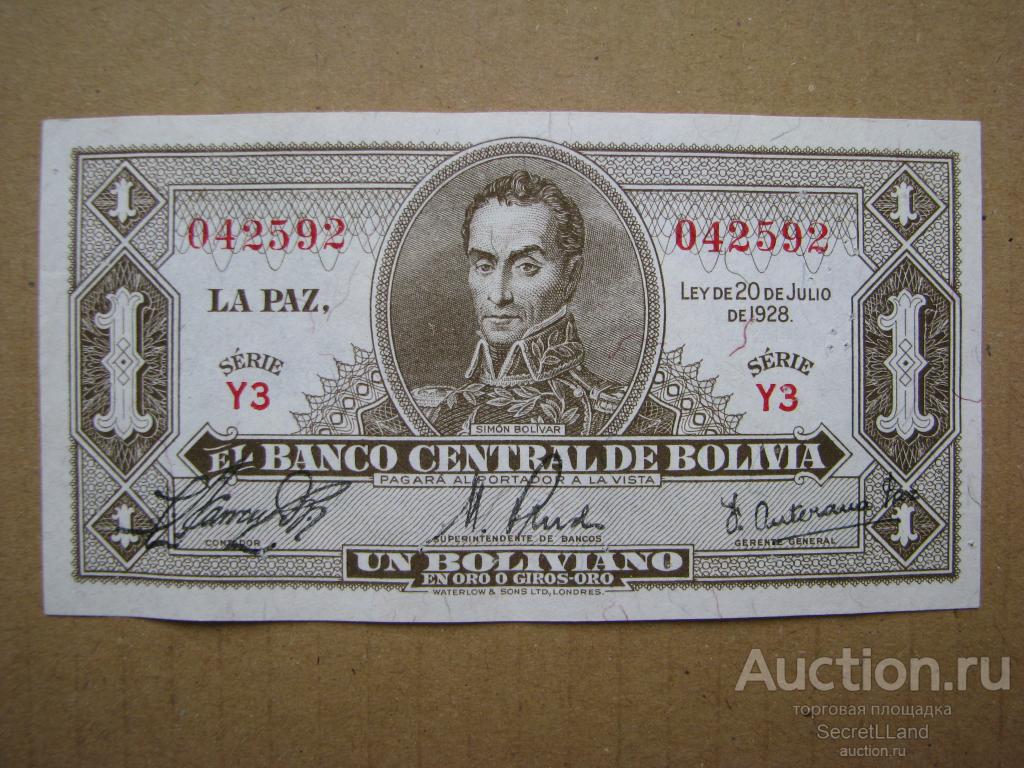 1 1
042592 042592
LA PAZ, LEY DE 20 DE JULIO
DE 1928.
1 1
SÉRIE SÉRIE
Y3 Y3
SIMÓN BOLÍVAR
EL BANCO CENTRAL DE BOLIVIA
PAGARÁ AL PORTADOR A LA VISTA
1 1
CONTADOR SUPERINTENDENTE DE BANCOS GERENTE GENERAL
UN BOLIVIANO
EN ORO O GIROS-ORO
WATERLOW & SONS LTD, LONDRES.
Auction.ru
торговая площадка
SecretLLand
auction.ru